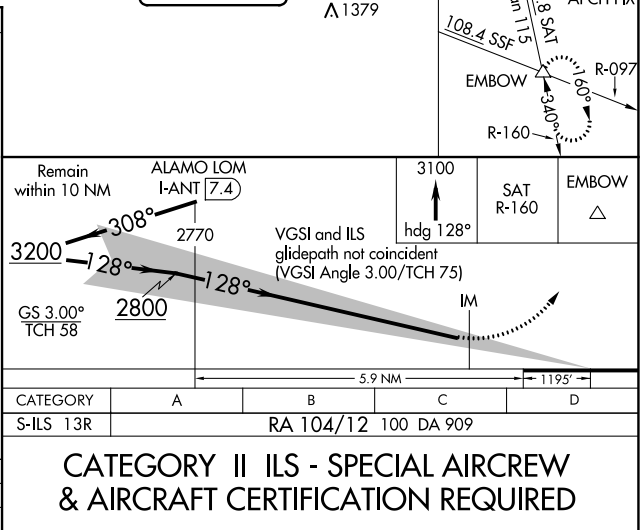 1379
108.4 SSF
.8 SAT
an 115
EMBOW
R-097
160°
340°
R-160
Remain
within 10 NM
ALAMO LOM
I-ANT 7.4
308°
2770
3200
128°
128°
2800
GS 3.00°
TCH 58
VGSI and ILS
glidepath not coincident
(VGSI Angle 3.00/TCH 75)
3100
hdg 128°
SAT
R-160
EMBOW
IM
5.9 NM
1195'
CATEGORY A B C D
S-ILS 13R RA 104/12 100 DA 909
CATEGORY II ILS - SPECIAL AIRCREW
& AIRCRAFT CERTIFICATION REQUIRED